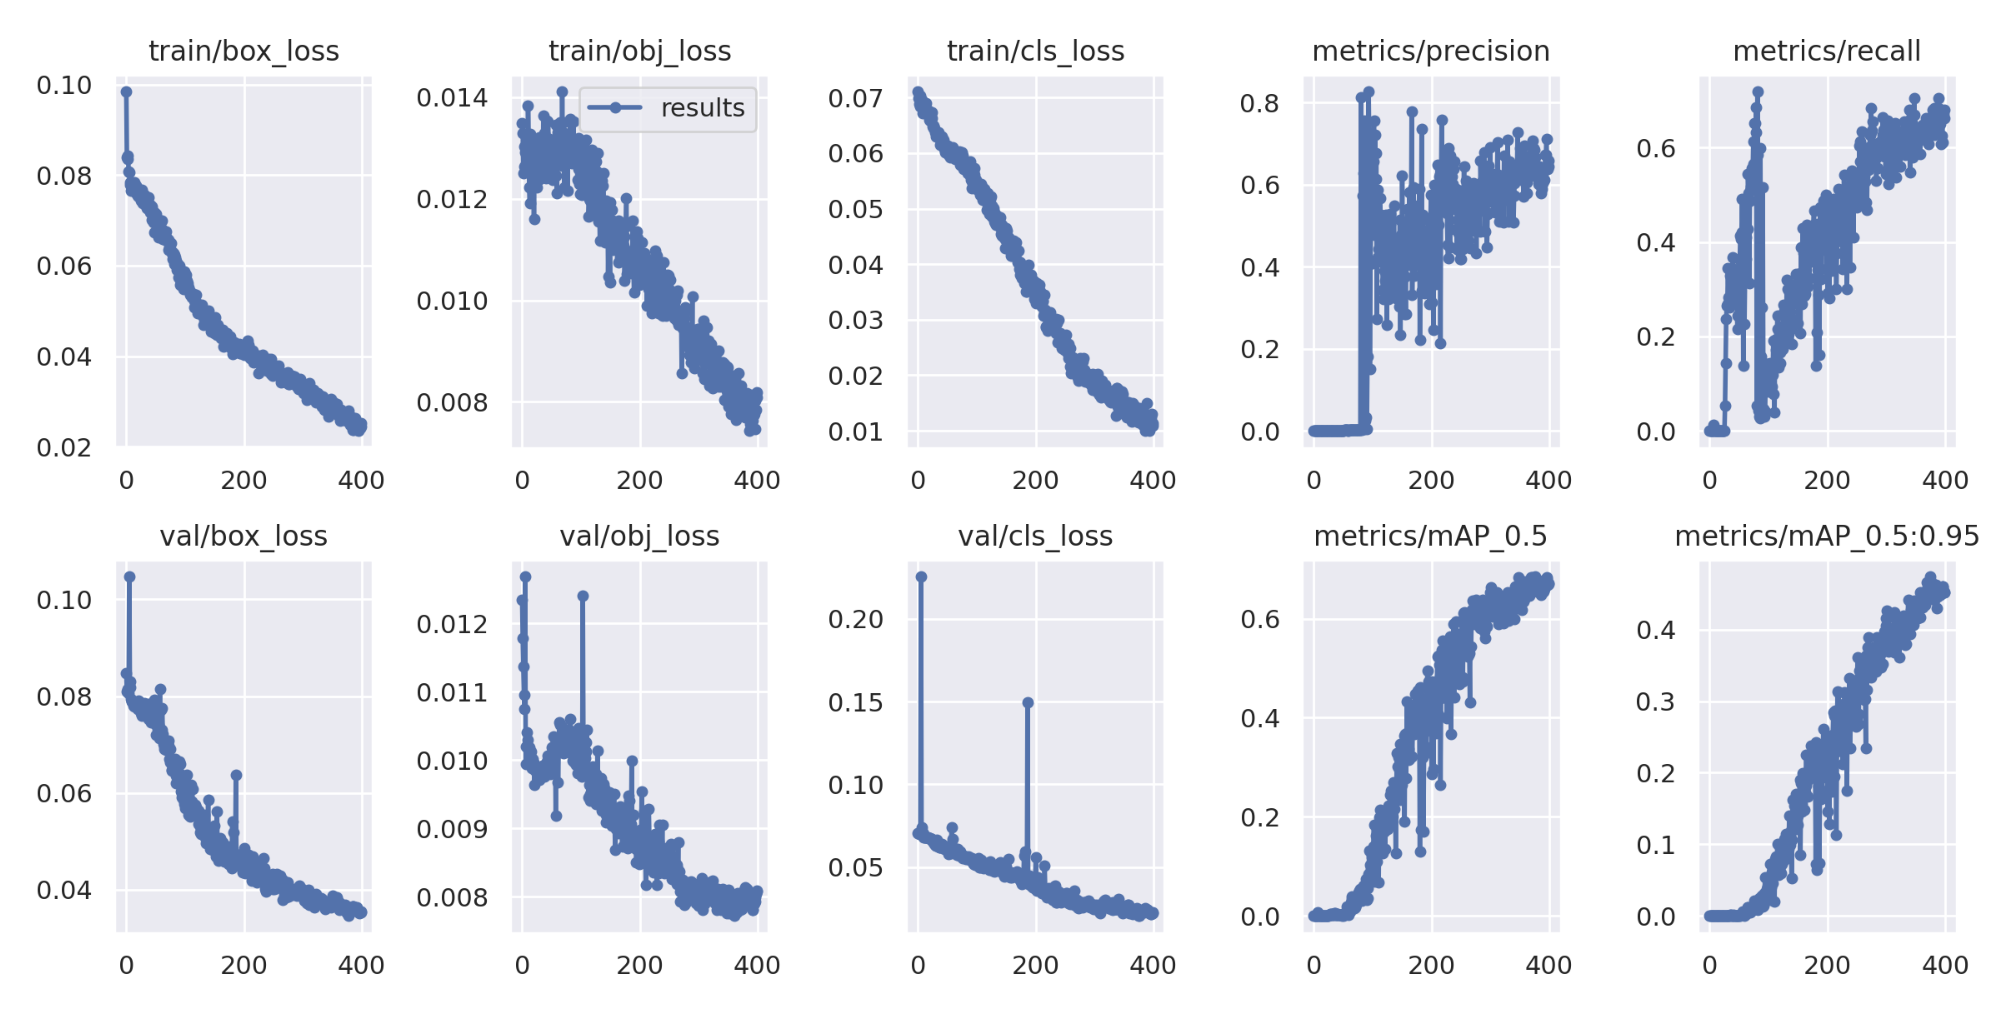 train/box_loss
0.10
0.08
0.06
0.04
0.02
0 200 400
train/obj_loss
results
0.014
0.012
0.010
0.008
0 200 400
train/cls_loss
0.07
0.06
0.05
0.04
0.03
0.02
0.01
0 200 400
metrics/precision
0.8
0.6
0.4
0.2
0.0
0 200 400
metrics/recall
0.6
0.4
0.2
0.0
0 200 400
val/box_loss
0.10
0.08
0.06
0.04
0 200 400
val/obj_loss
0.012
0.011
0.010
0.009
0.008
0 200 400
val/cls_loss
0.20
0.15
0.10
0.05
0 200 400
metrics/mAP_0.5
0.6
0.4
0.2
0.0
0 200 400
metrics/mAP_0.5:0.95
0.4
0.3
0.2
0.1
0.0
0 200 400